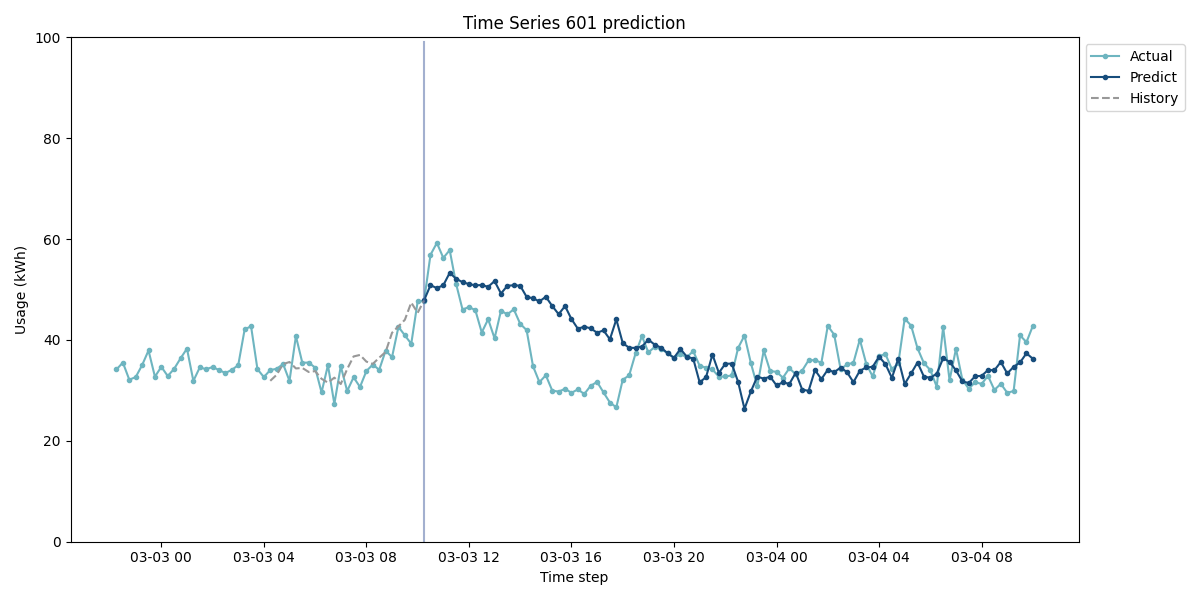 Time Series 601 prediction
100
80
60
40
20
0
Usage (kWh)
03-03 00
03-03 04
03-03 08
03-03 12
03-03 16
03-03 20
03-04 00
03-04 04
03-04 08
Time step
Actual
Predict
History